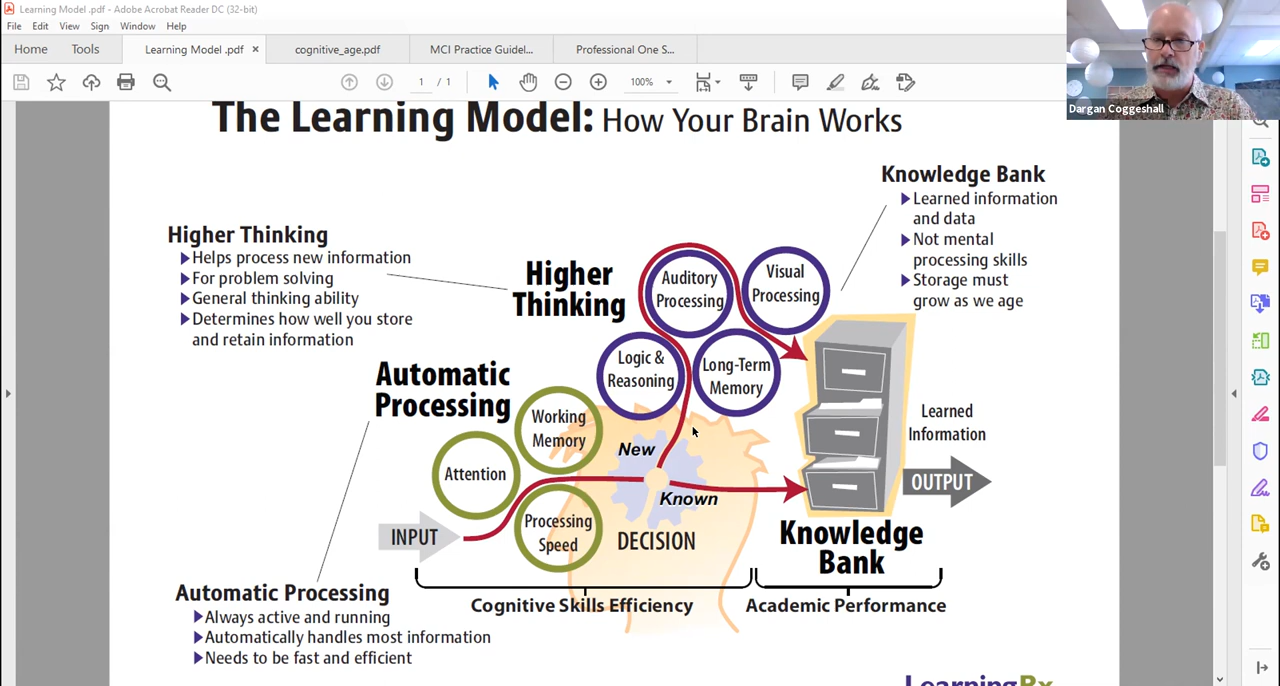 Learning Model .pdf - Adobe Acrobat Reader DC (32-bit)
File Edit View Sign Window Help
Home Tools Learning Model .pdf × cognitive_age.pdf MCI Practice Guidel... Professional One S...
1 / 1 100%
Dargan Coggeshall
The Learning Model: How Your Brain Works
Knowledge Bank
Learned information
and data
Not mental
processing skills
Storage must
grow as we age
Higher Thinking
Helps process new information
For problem solving
General thinking ability
Determines how well you store
and retain information
Higher
Thinking
Auditory
Processing
Visual
Processing
Logic &
Reasoning
Long-Term
Memory
Automatic
Processing
Working
Memory
Attention
Processing
Speed
INPUT
New
Known
DECISION
Learned
Information
OUTPUT
Knowledge
Bank
Cognitive Skills Efficiency
Academic Performance
Automatic Processing
Always active and running
Automatically handles most information
Needs to be fast and efficient
LearningRx